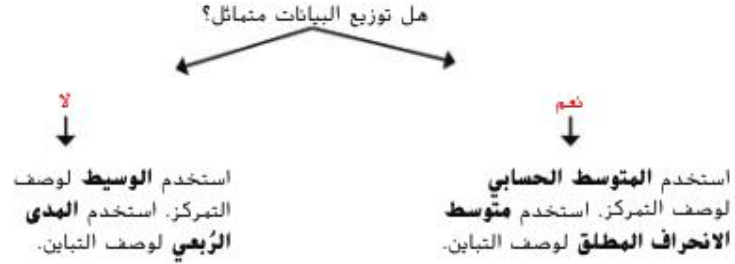 هل توزيع البيانات متماثل؟
نعم
استخدم المتوسط الحسابي
لوصف التمركز. استخدم متوسط
الانحراف المطلق لوصف التباين.
لا
استخدم الوسيط لوصف
التمركز. استخدم المدى
الرُبعي لوصف التباين.